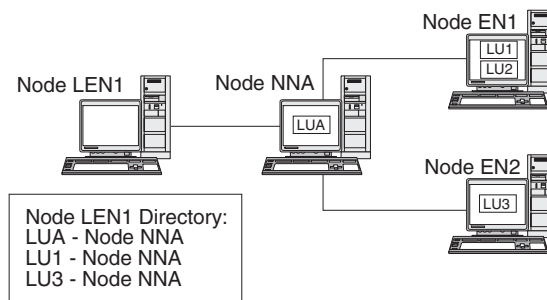 Node EN1
LU1
LU2
Node LEN1
Node NNA
LUA
Node EN2
LU3
Node LEN1 Directory:
LUA - Node NNA
LU1 - Node NNA
LU3 - Node NNA